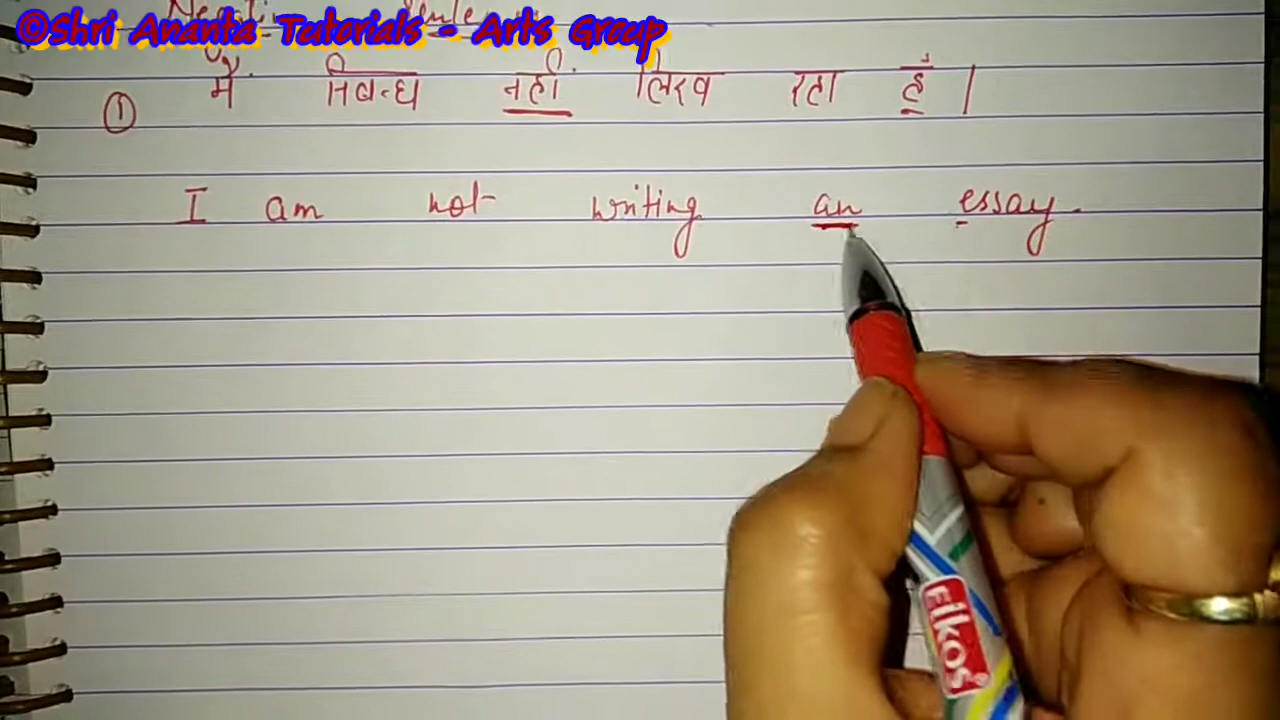 ©Shri Ananta Tutorials - Arts Group
① मैं निबन्ध नहीं लिख रहा हूँ ।
I am not writing an essay.
elkos